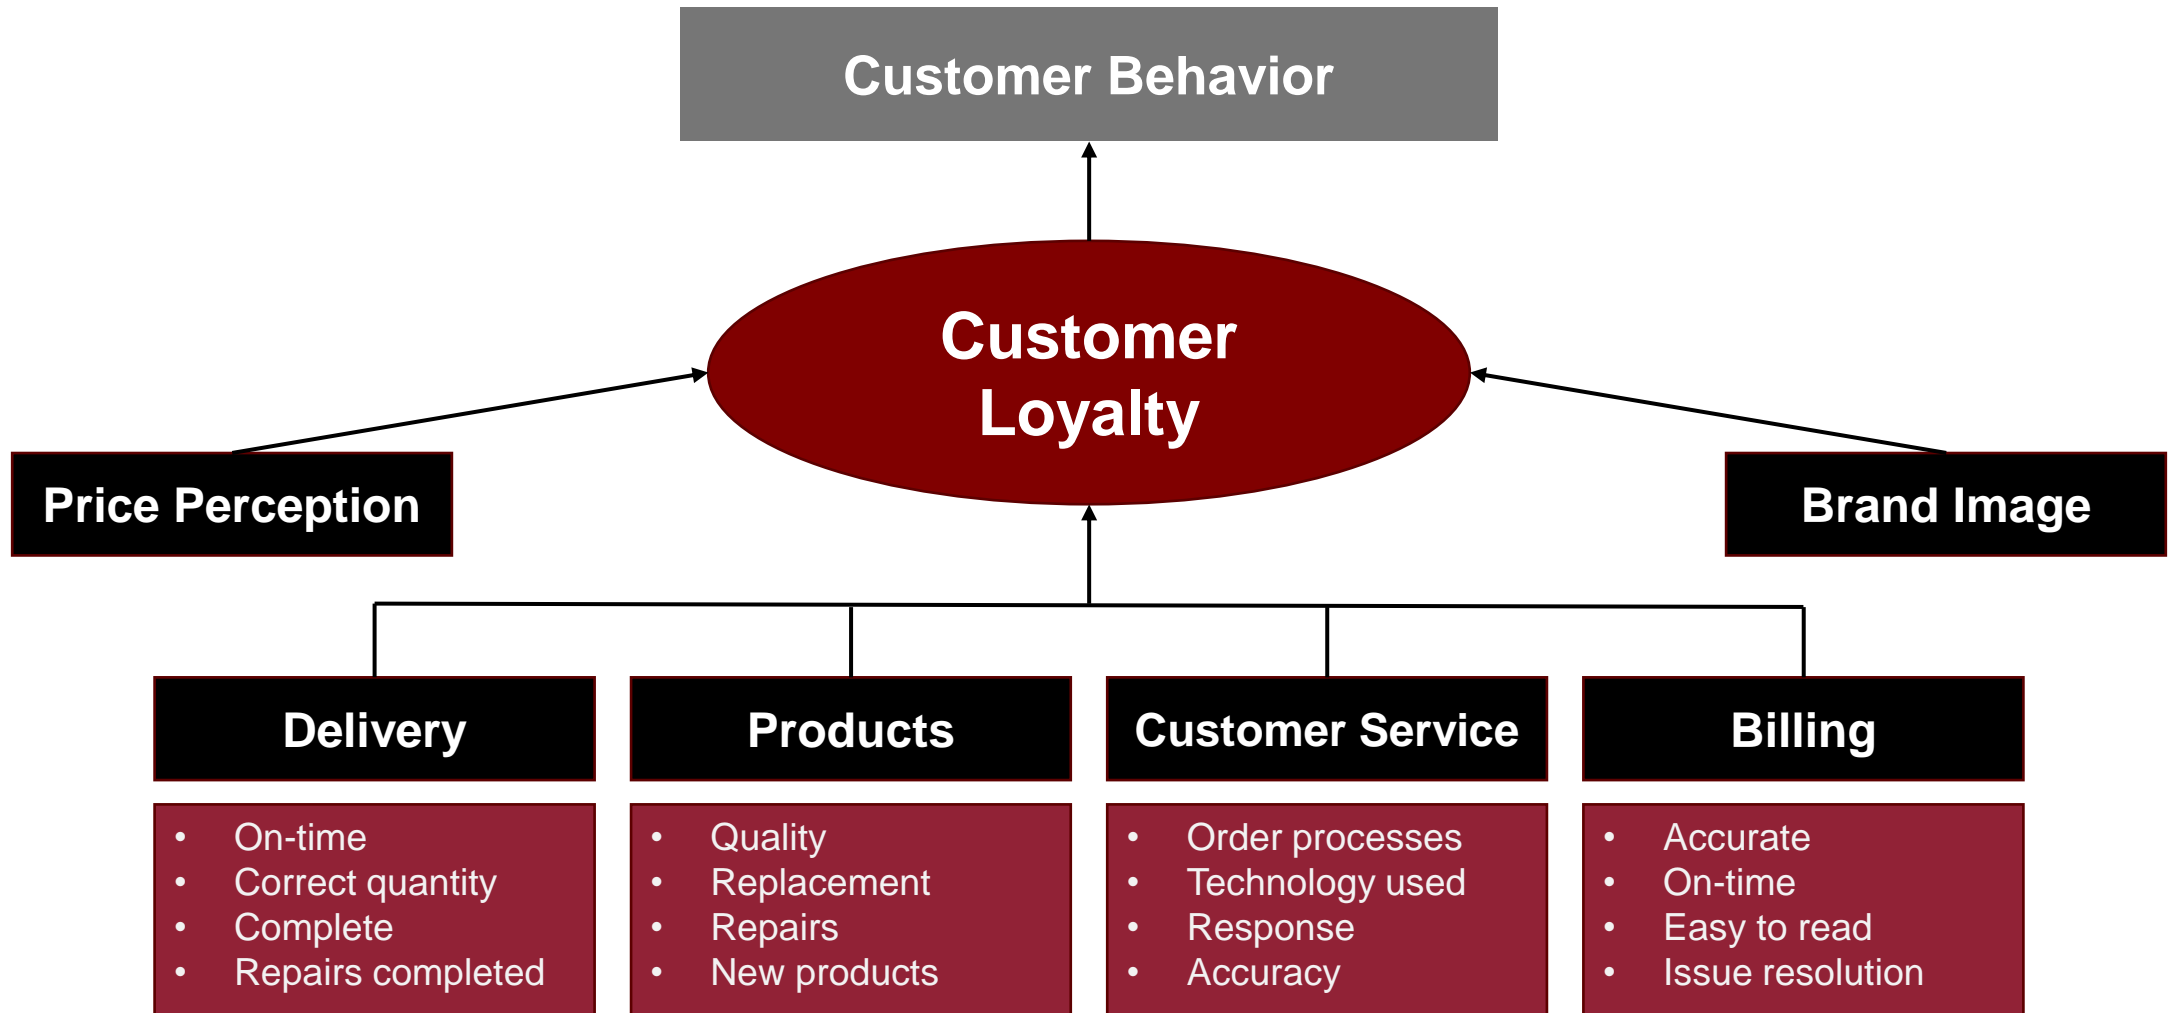 Customer Behavior
Customer
Loyalty
Price Perception
Brand Image
Delivery
Products
Customer Service
Billing
• On-time
• Correct quantity
• Complete
• Repairs completed
• Quality
• Replacement
• Repairs
• New products
• Order processes
• Technology used
• Response
• Accuracy
• Accurate
• On-time
• Easy to read
• Issue resolution